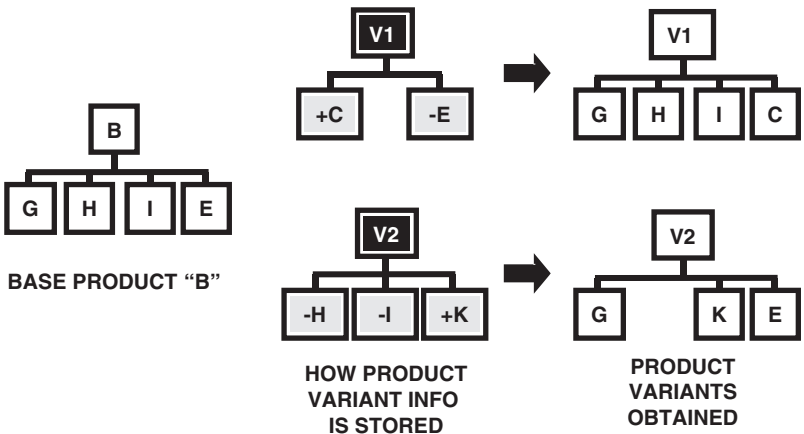 B
G H I E
BASE PRODUCT “B”
V1
+C -E
V2
-H -I +K
HOW PRODUCT
VARIANT INFO
IS STORED
V1
G H I C
V2
G K E
PRODUCT
VARIANTS
OBTAINED